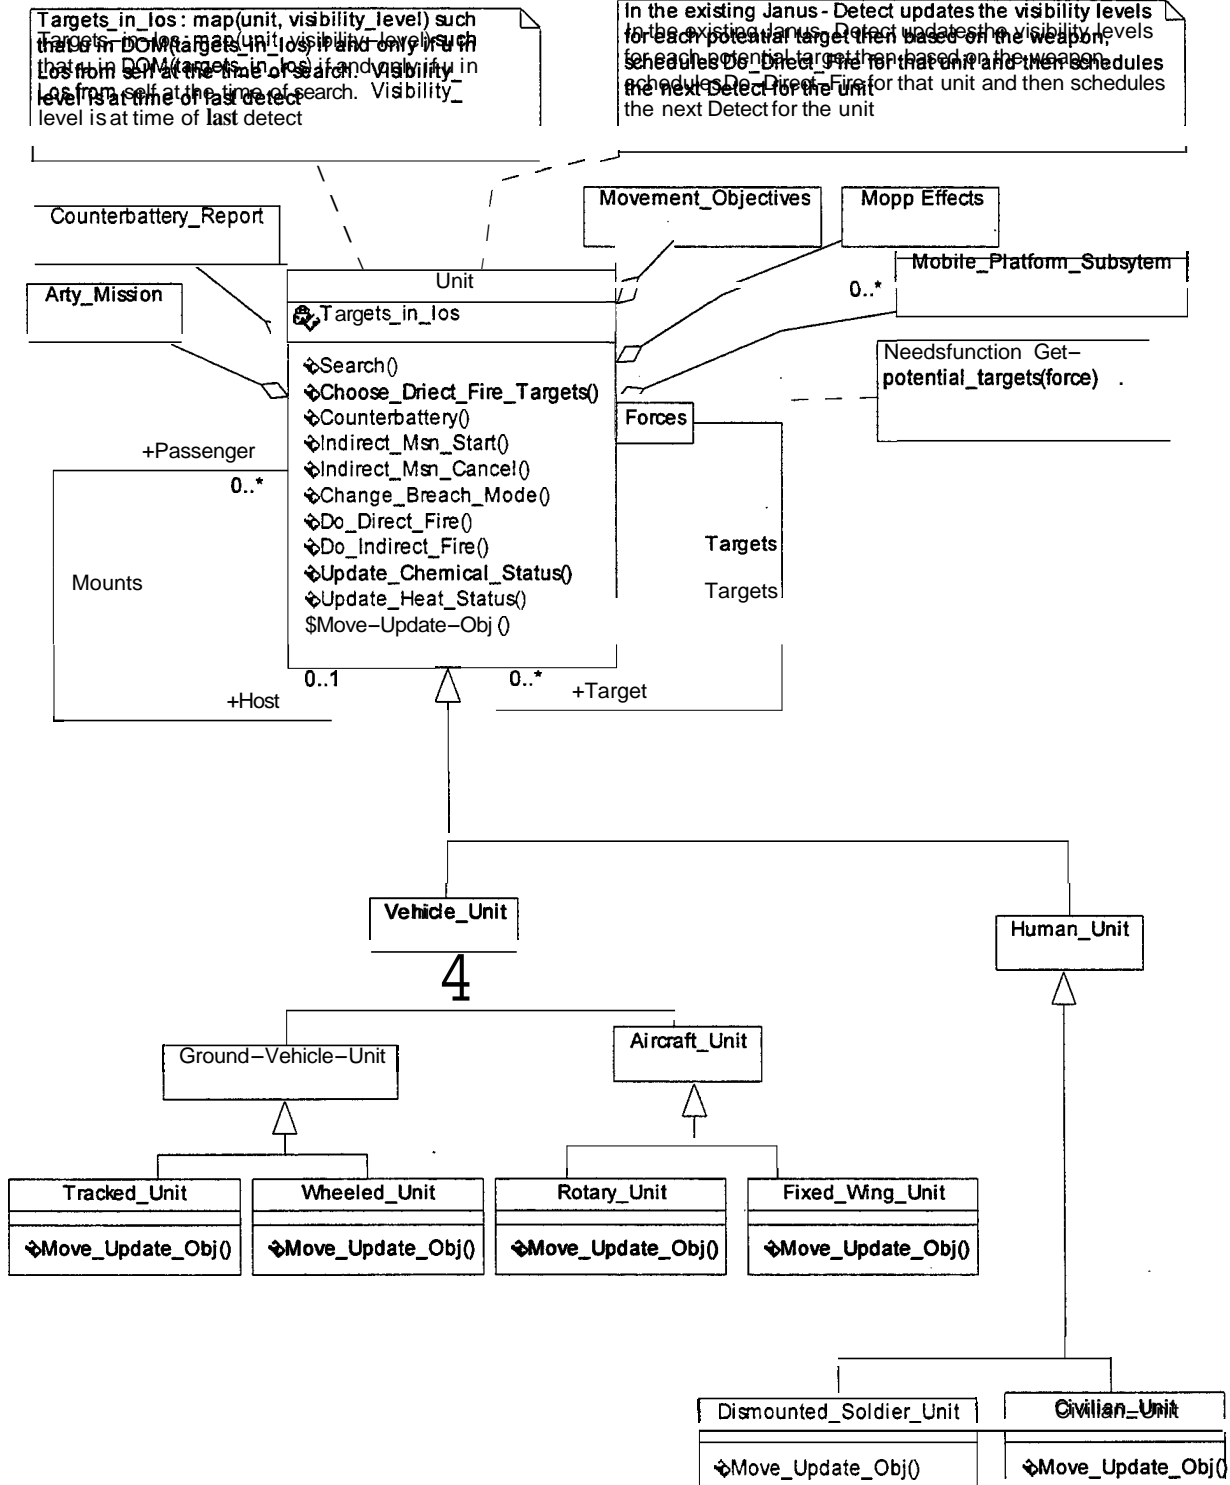 Targets_in_los : map(unit, visibility_level) such
that u in DOM(targets_in_los) if and only if u in
Los from self at the time of search. Visibility_
level is at time of last detect
In the existing Janus - Detect updates the visibility levels
for each potential target then based on the weapon,
schedules Do_Direct_Fire for that unit and then schedules
the next Detect for the unit
Counterbattery_Report
Movement_Objectives
Mopp Effects
Arty_Mission
Unit
Targets_in_los
0..*
Mobile_Platform_Subsytem
Search()
Choose_Driect_Fire_Targets()
Counterbattery()
Indirect_Msn_Start()
Indirect_Msn_Cancel()
Change_Breach_Mode()
Do_Direct_Fire()
Do_Indirect_Fire()
Update_Chemical_Status()
Update_Heat_Status()
$Move-Update-Obj ()
Forces
Needsfunction Get-
potential_targets(force) .
+Passenger
0..*
Mounts
Targets
Targets
0..1
+Host
0..*
+Target
Vehicle_Unit
4
Human_Unit
Ground-Vehicle-Unit
Aircraft_Unit
Tracked_Unit
Move_Update_Obj()
Wheeled_Unit
Move_Update_Obj()
Rotary_Unit
Move_Update_Obj()
Fixed_Wing_Unit
Move_Update_Obj()
Dismounted_Soldier_Unit
Move_Update_Obj()
Civilian_Unit
Move_Update_Obj()